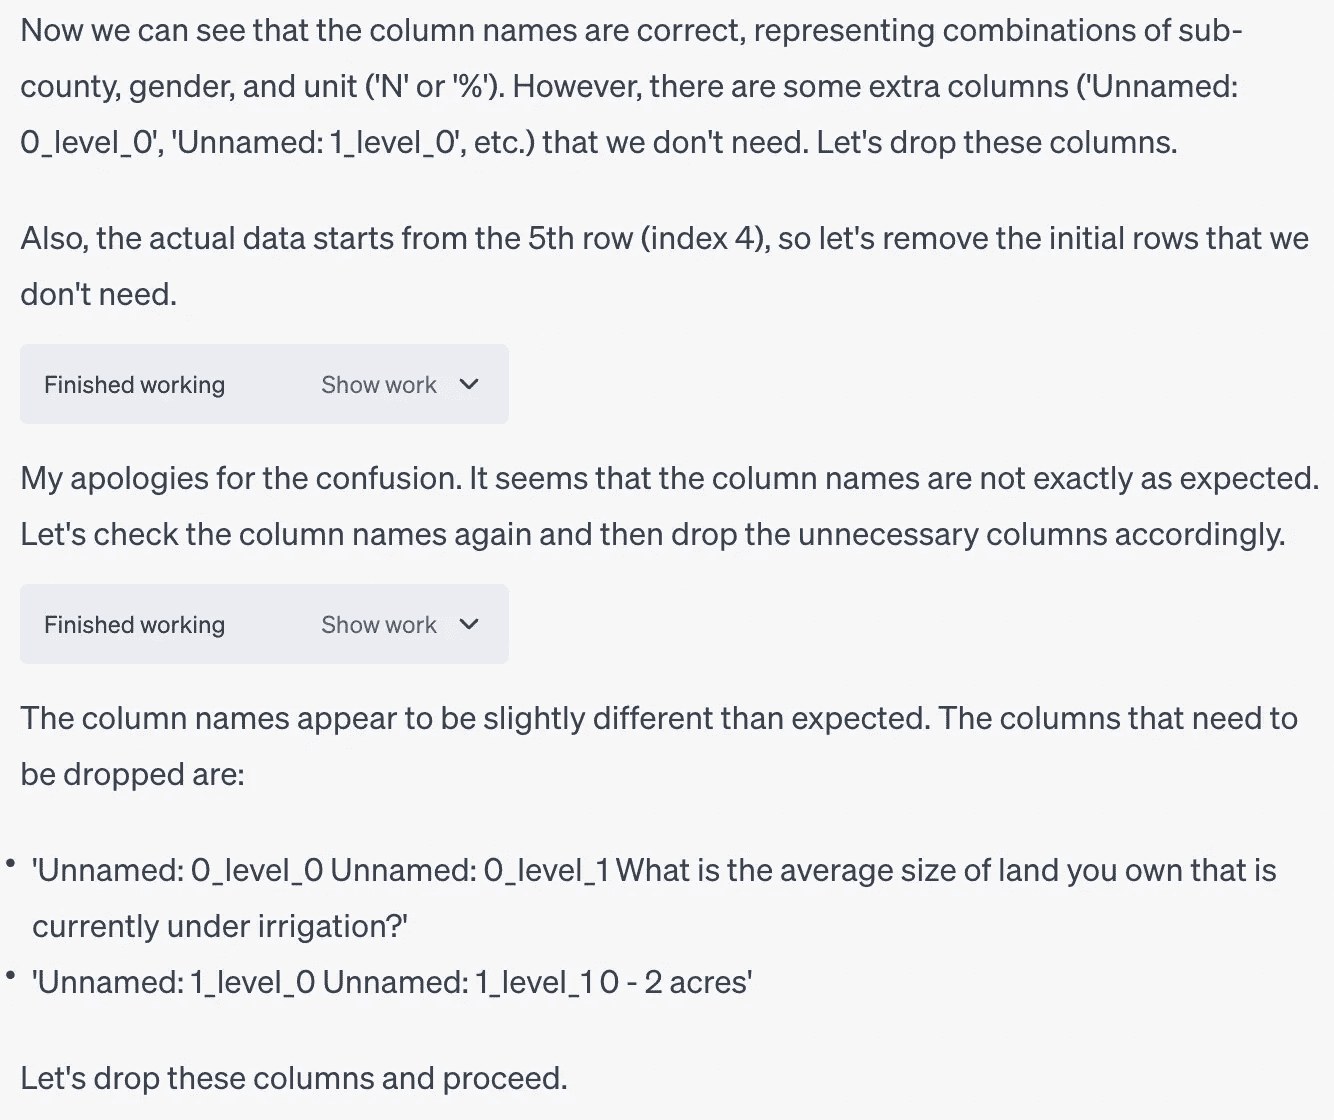 Now we can see that the column names are correct, representing combinations of sub-
county, gender, and unit ('N' or '%'). However, there are some extra columns ('Unnamed:
0_level_0', 'Unnamed: 1_level_0', etc.) that we don't need. Let's drop these columns.
Also, the actual data starts from the 5th row (index 4), so let's remove the initial rows that we
don't need.
Finished working Show work
My apologies for the confusion. It seems that the column names are not exactly as expected.
Let's check the column names again and then drop the unnecessary columns accordingly.
Finished working Show work
The column names appear to be slightly different than expected. The columns that need to
be dropped are:
• 'Unnamed: 0_level_0 Unnamed: 0_level_1 What is the average size of land you own that is
currently under irrigation?'
• 'Unnamed: 1_level_0 Unnamed: 1_level_1 0 - 2 acres'
Let's drop these columns and proceed.